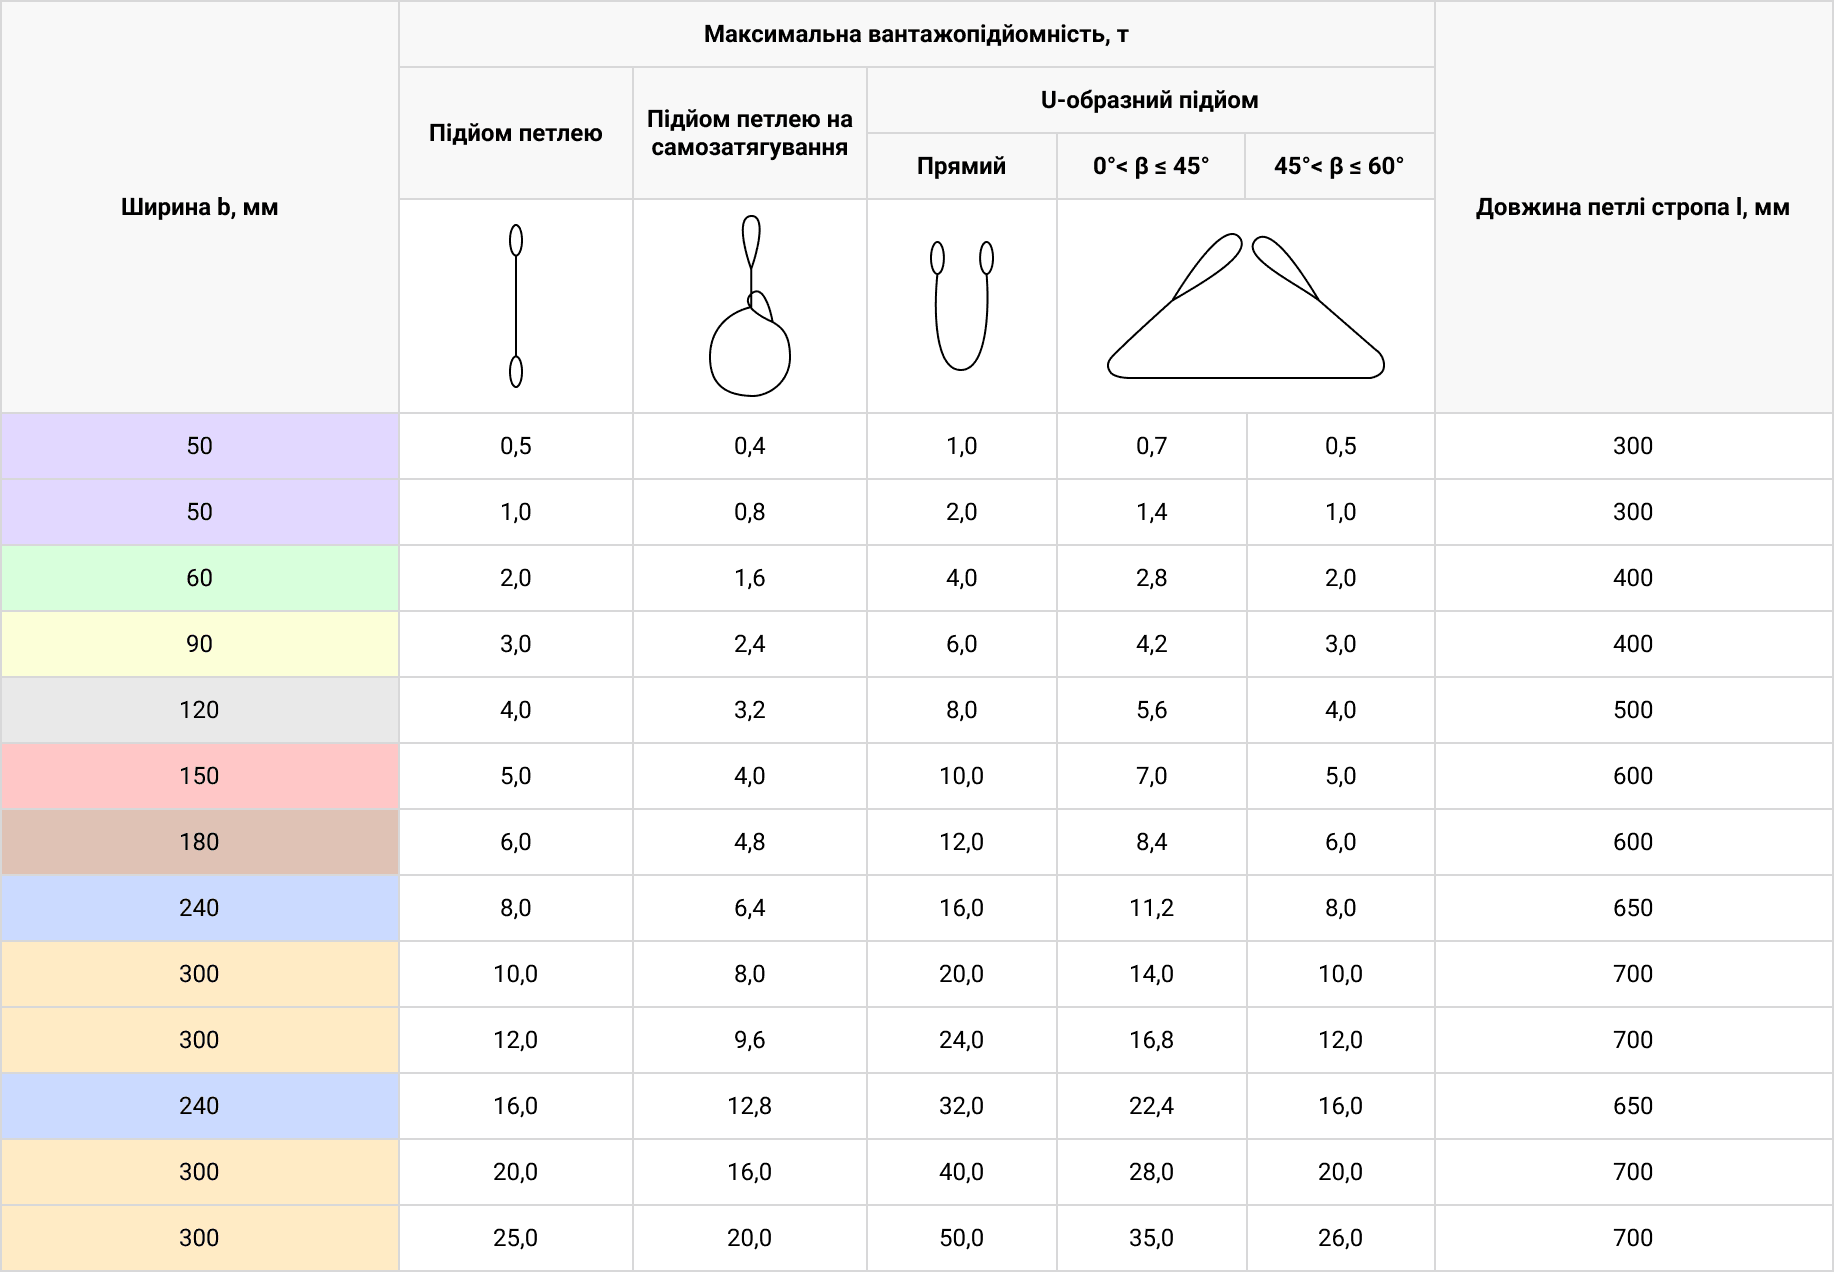 Ширина b, мм
Максимальна вантажопідйомність, т
Довжина петлі стропа l, мм
Підйом петлею
Підйом петлею на
самозатягування
U-образний підйом
Прямий 0°< β ≤ 45° 45°< β ≤ 60°
50 0,5 0,4 1,0 0,7 0,5 300
50 1,0 0,8 2,0 1,4 1,0 300
60 2,0 1,6 4,0 2,8 2,0 400
90 3,0 2,4 6,0 4,2 3,0 400
120 4,0 3,2 8,0 5,6 4,0 500
150 5,0 4,0 10,0 7,0 5,0 600
180 6,0 4,8 12,0 8,4 6,0 600
240 8,0 6,4 16,0 11,2 8,0 650
300 10,0 8,0 20,0 14,0 10,0 700
300 12,0 9,6 24,0 16,8 12,0 700
240 16,0 12,8 32,0 22,4 16,0 650
300 20,0 16,0 40,0 28,0 20,0 700
300 25,0 20,0 50,0 35,0 26,0 700